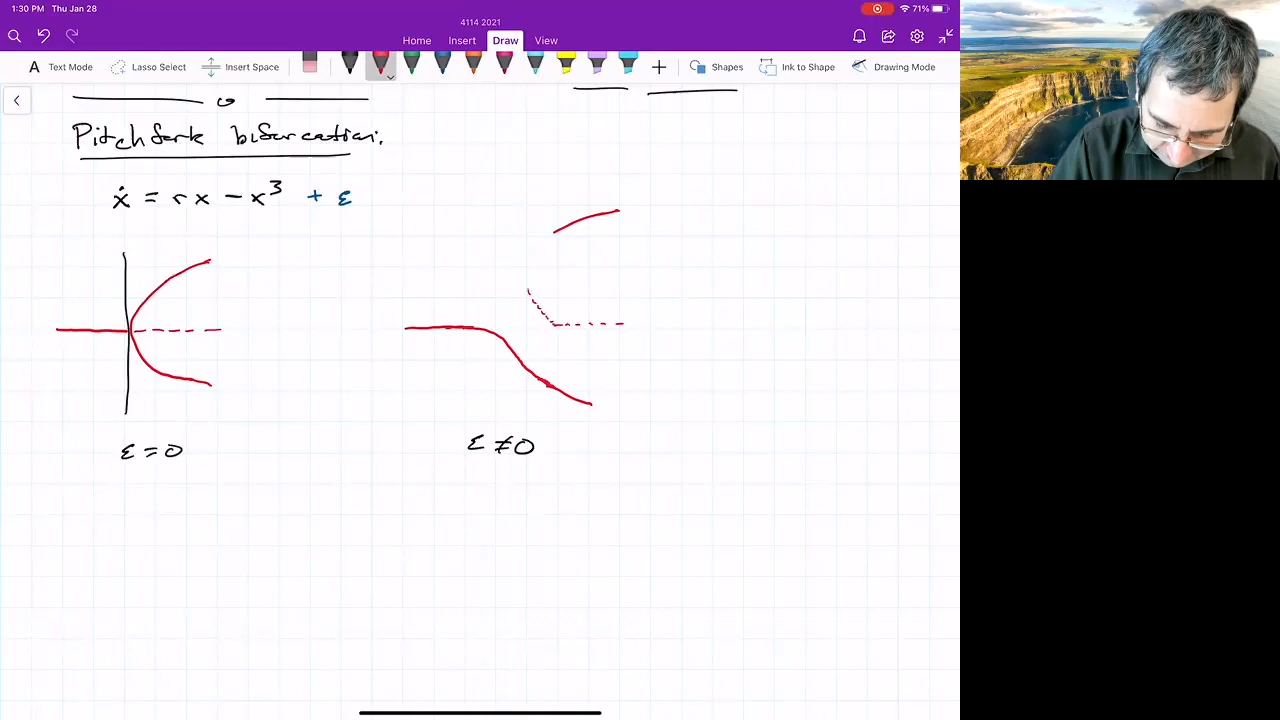 1:30 PM Thu Jan 28
71%
4114 2021
Home Insert Draw View
A Text Mode Lasso Select Insert Space Shapes Ink to Shape Drawing Mode
Pitchfork bifurcation.
ẋ = rx - x³ + ε
ε = 0
ε ≠ 0